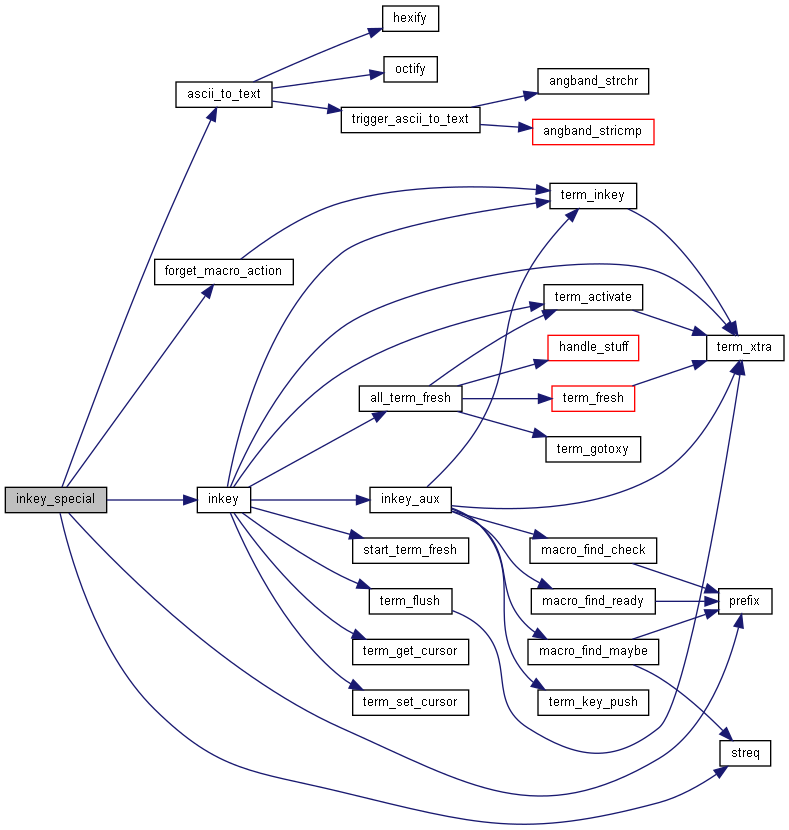 hexify
octify
ascii_to_text
angband_strchr
trigger_ascii_to_text
angband_stricmp
term_inkey
forget_macro_action
term_activate
handle_stuff
term_xtra
all_term_fresh
term_fresh
term_gotoxy
inkey_special
inkey
inkey_aux
start_term_fresh
macro_find_check
term_flush
macro_find_ready
prefix
term_get_cursor
macro_find_maybe
term_set_cursor
term_key_push
streq